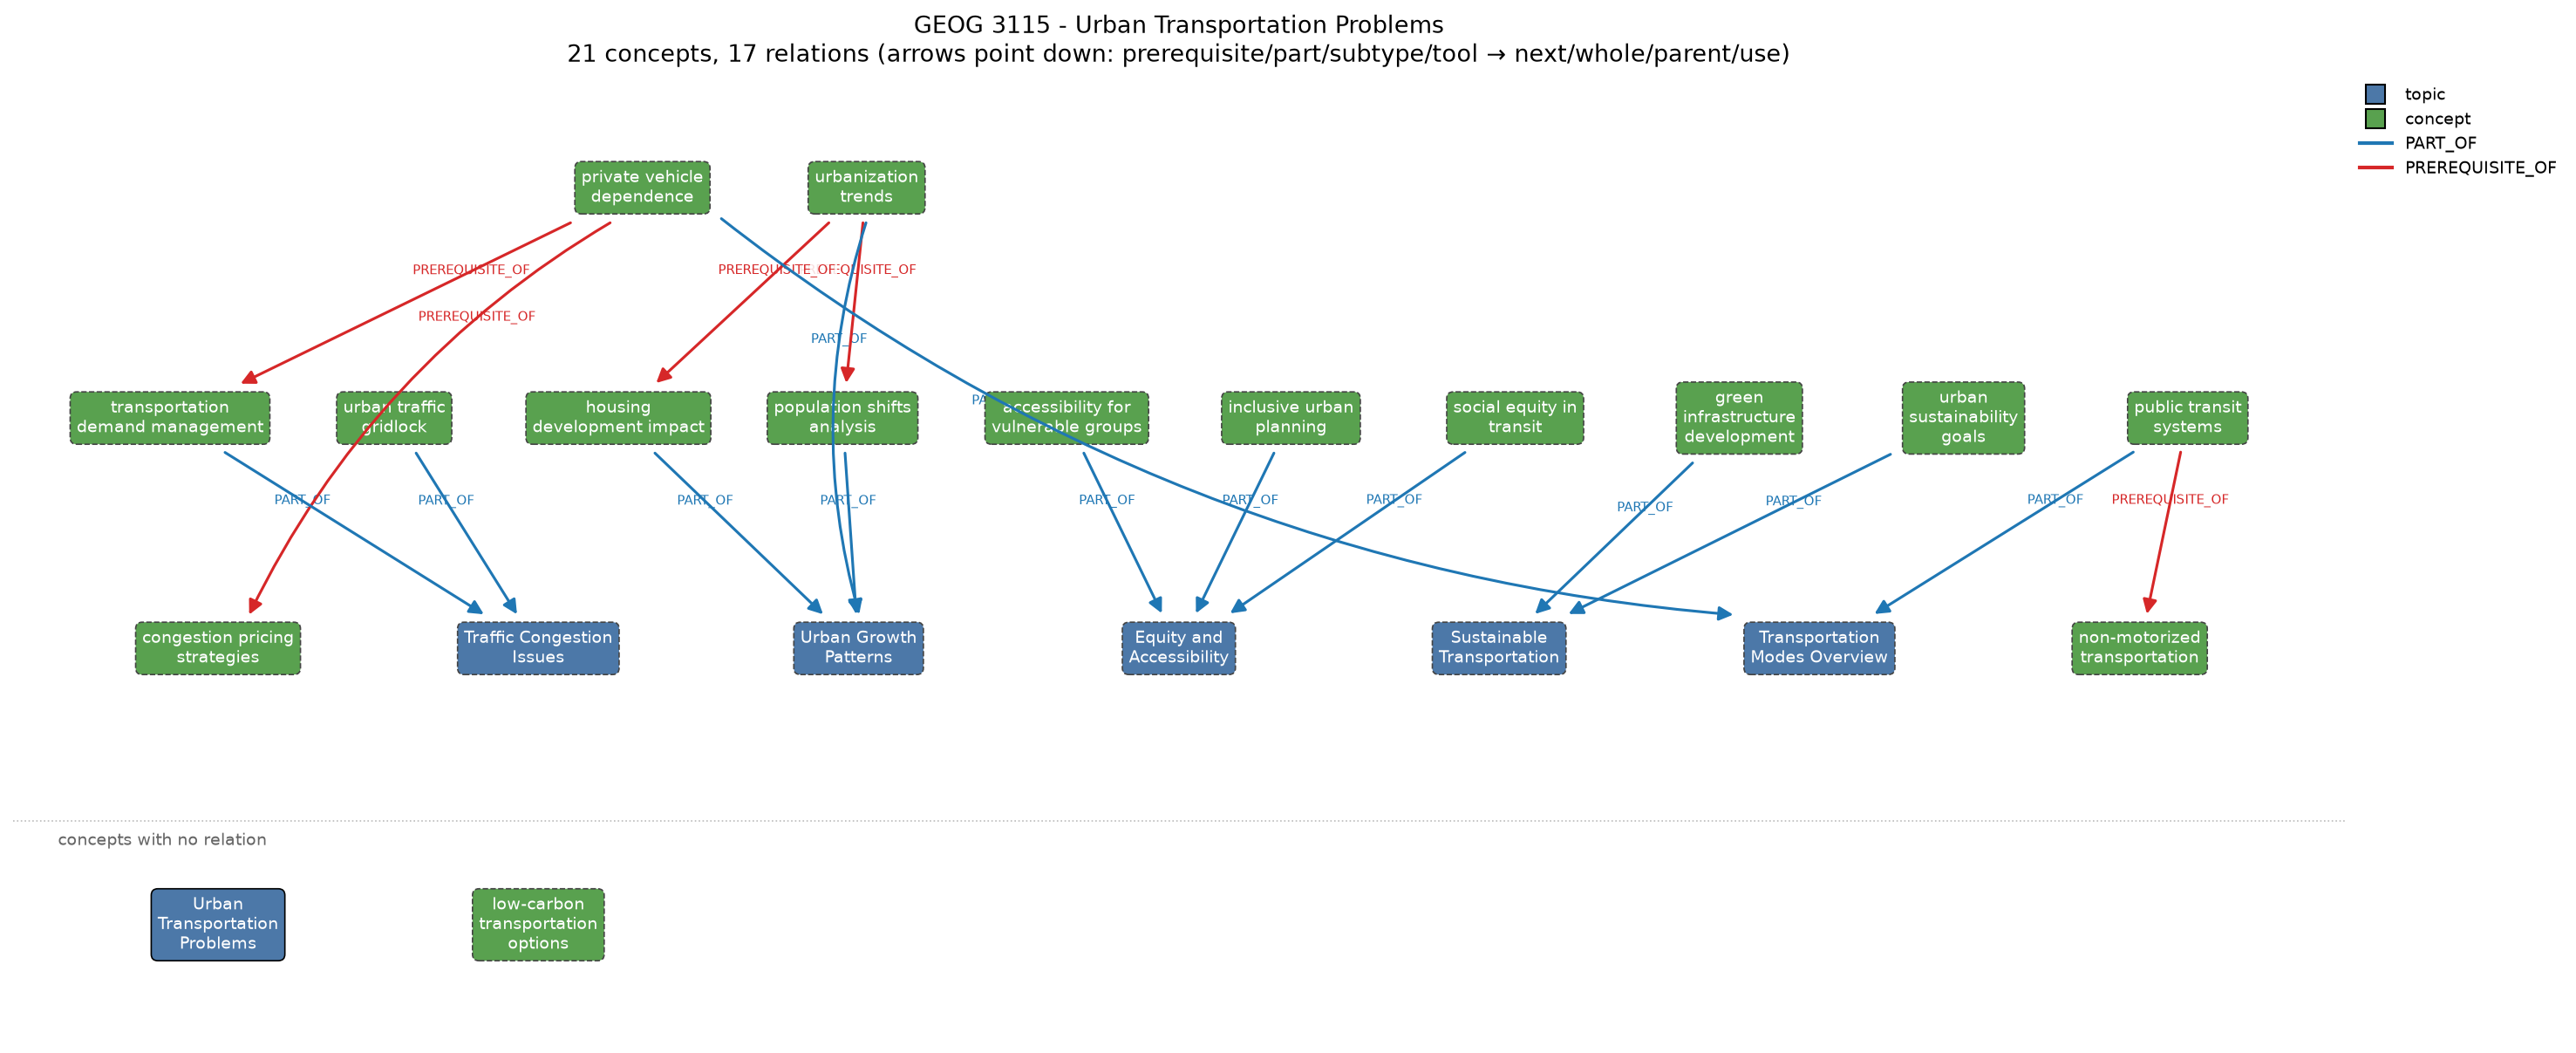 GEOG 3115 - Urban Transportation Problems
21 concepts, 17 relations (arrows point down: prerequisite/part/subtype/tool → next/whole/parent/use)
topic
concept
PART_OF
PREREQUISITE_OF
private vehicle
dependence
urbanization
trends
PREREQUISITE_OF
PREREQUISITE_OF
PREREQUISITE_OF
PART_OF
transportation
demand management
urban traffic
gridlock
housing
development impact
population shifts
analysis
accessibility for
vulnerable groups
inclusive urban
planning
social equity in
transit
green
infrastructure
development
urban
sustainability
goals
public transit
systems
PART_OF
PART_OF
PART_OF
PART_OF
PART_OF
PART_OF
PART_OF
PART_OF
PART_OF
PART_OF
PREREQUISITE_OF
congestion pricing
strategies
Traffic Congestion
Issues
Urban Growth
Patterns
Equity and
Accessibility
Sustainable
Transportation
Transportation
Modes Overview
non-motorized
transportation
concepts with no relation
Urban
Transportation
Problems
low-carbon
transportation
options